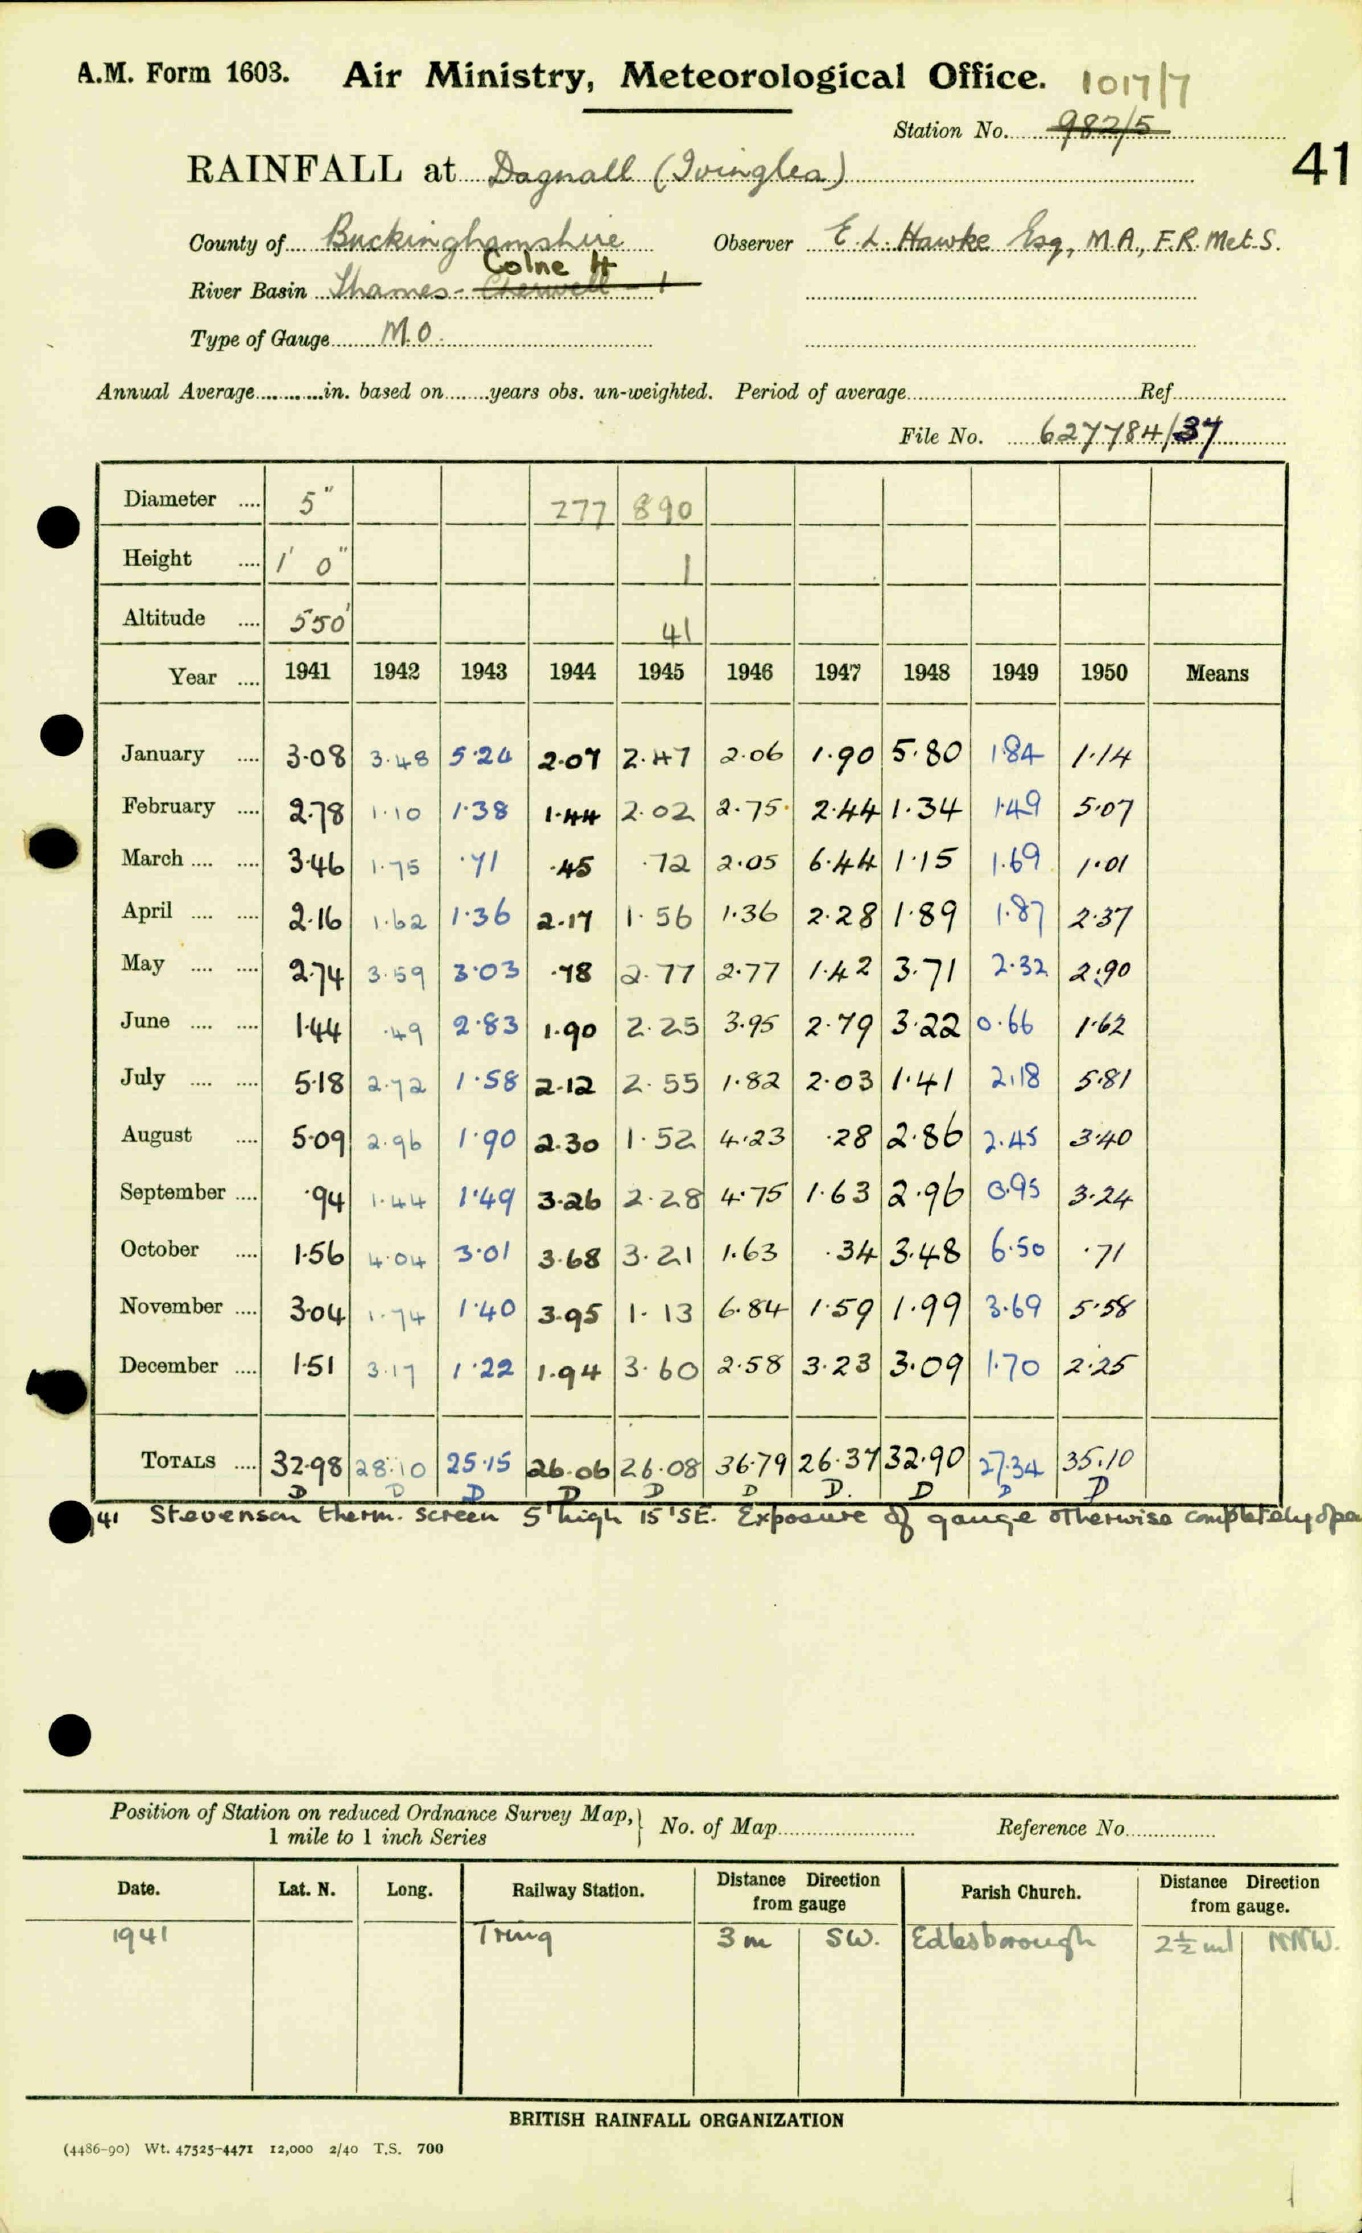 A.M. Form 1603. Air Ministry, Meteorological Office. 1017/7
Station No. 982/5
41
RAINFALL at Dagnall (Ivinglea)
County of Buckinghamshire Observer E. L. Hawke Esq, M.A., F.R. Met. S.
Colne H
River Basin Thames - Cherwell - 1
Type of Gauge M.O.
Annual Average in. based on years obs. un-weighted. Period of average Ref
File No. 627784/37
Diameter 5" 277 890
Height 1' 0" 1
Altitude 550' 41
Year 1941 1942 1943 1944 1945 1946 1947 1948 1949 1950 Means
January 3.08 3.48 5.24 2.07 2.47 2.06 1.90 5.80 1.84 1.14
February 2.78 1.10 1.38 1.44 2.02 2.75 2.44 1.34 1.49 5.07
March 3.46 1.75 .71 .45 .72 2.05 6.44 1.15 1.69 1.01
April 2.16 1.62 1.36 2.17 1.56 1.36 2.28 1.89 1.87 2.37
May 2.74 3.59 3.03 .78 2.77 2.77 1.42 3.71 2.32 2.90
June 1.44 .49 2.83 1.90 2.25 3.95 2.79 3.22 0.66 1.62
July 5.18 2.72 1.58 2.12 2.55 1.82 2.03 1.41 2.18 5.81
August 5.09 2.96 1.90 2.30 1.52 4.23 .28 2.86 2.45 3.40
September .94 1.44 1.49 3.26 2.28 4.75 1.63 2.96 0.95 3.24
October 1.56 4.04 3.01 3.68 3.21 1.63 .34 3.48 6.50 .71
November 3.04 1.74 1.40 3.95 1.13 6.84 1.59 1.99 3.69 5.58
December 1.51 3.17 1.22 1.94 3.60 2.58 3.23 3.09 1.70 2.25
TOTALS 32.98 28.10 25.15 26.06 26.08 36.79 26.37 32.90 27.34 35.10
D D D D D D D. D D D
41 Stevenson therm. screen 5' high 15' SE. Exposure of gauge otherwise completely open
Position of Station on reduced Ordnance Survey Map,
1 mile to 1 inch Series
No. of Map Reference No.
Date. Lat. N. Long. Railway Station. Distance Direction from gauge Parish Church. Distance Direction from gauge.
1941 Tring 3 m SW. Edlesborough 2½ ml NNW.
BRITISH RAINFALL ORGANIZATION
(4486-90) Wt. 47525-4471 12,000 2/40 T.S. 700